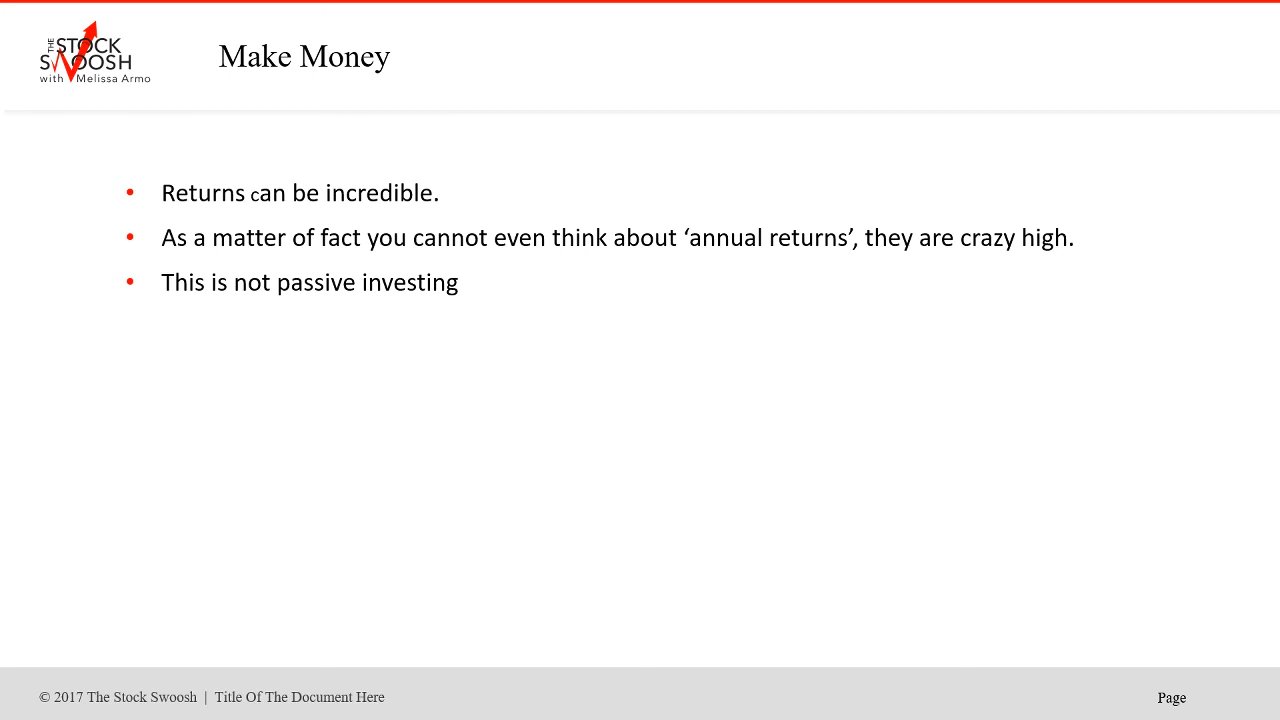 THE STOCK
SWOOSH
with Melissa Armo
Make Money
• Returns can be incredible.
• As a matter of fact you cannot even think about ‘annual returns’, they are crazy high.
• This is not passive investing
© 2017 The Stock Swoosh | Title Of The Document Here
Page